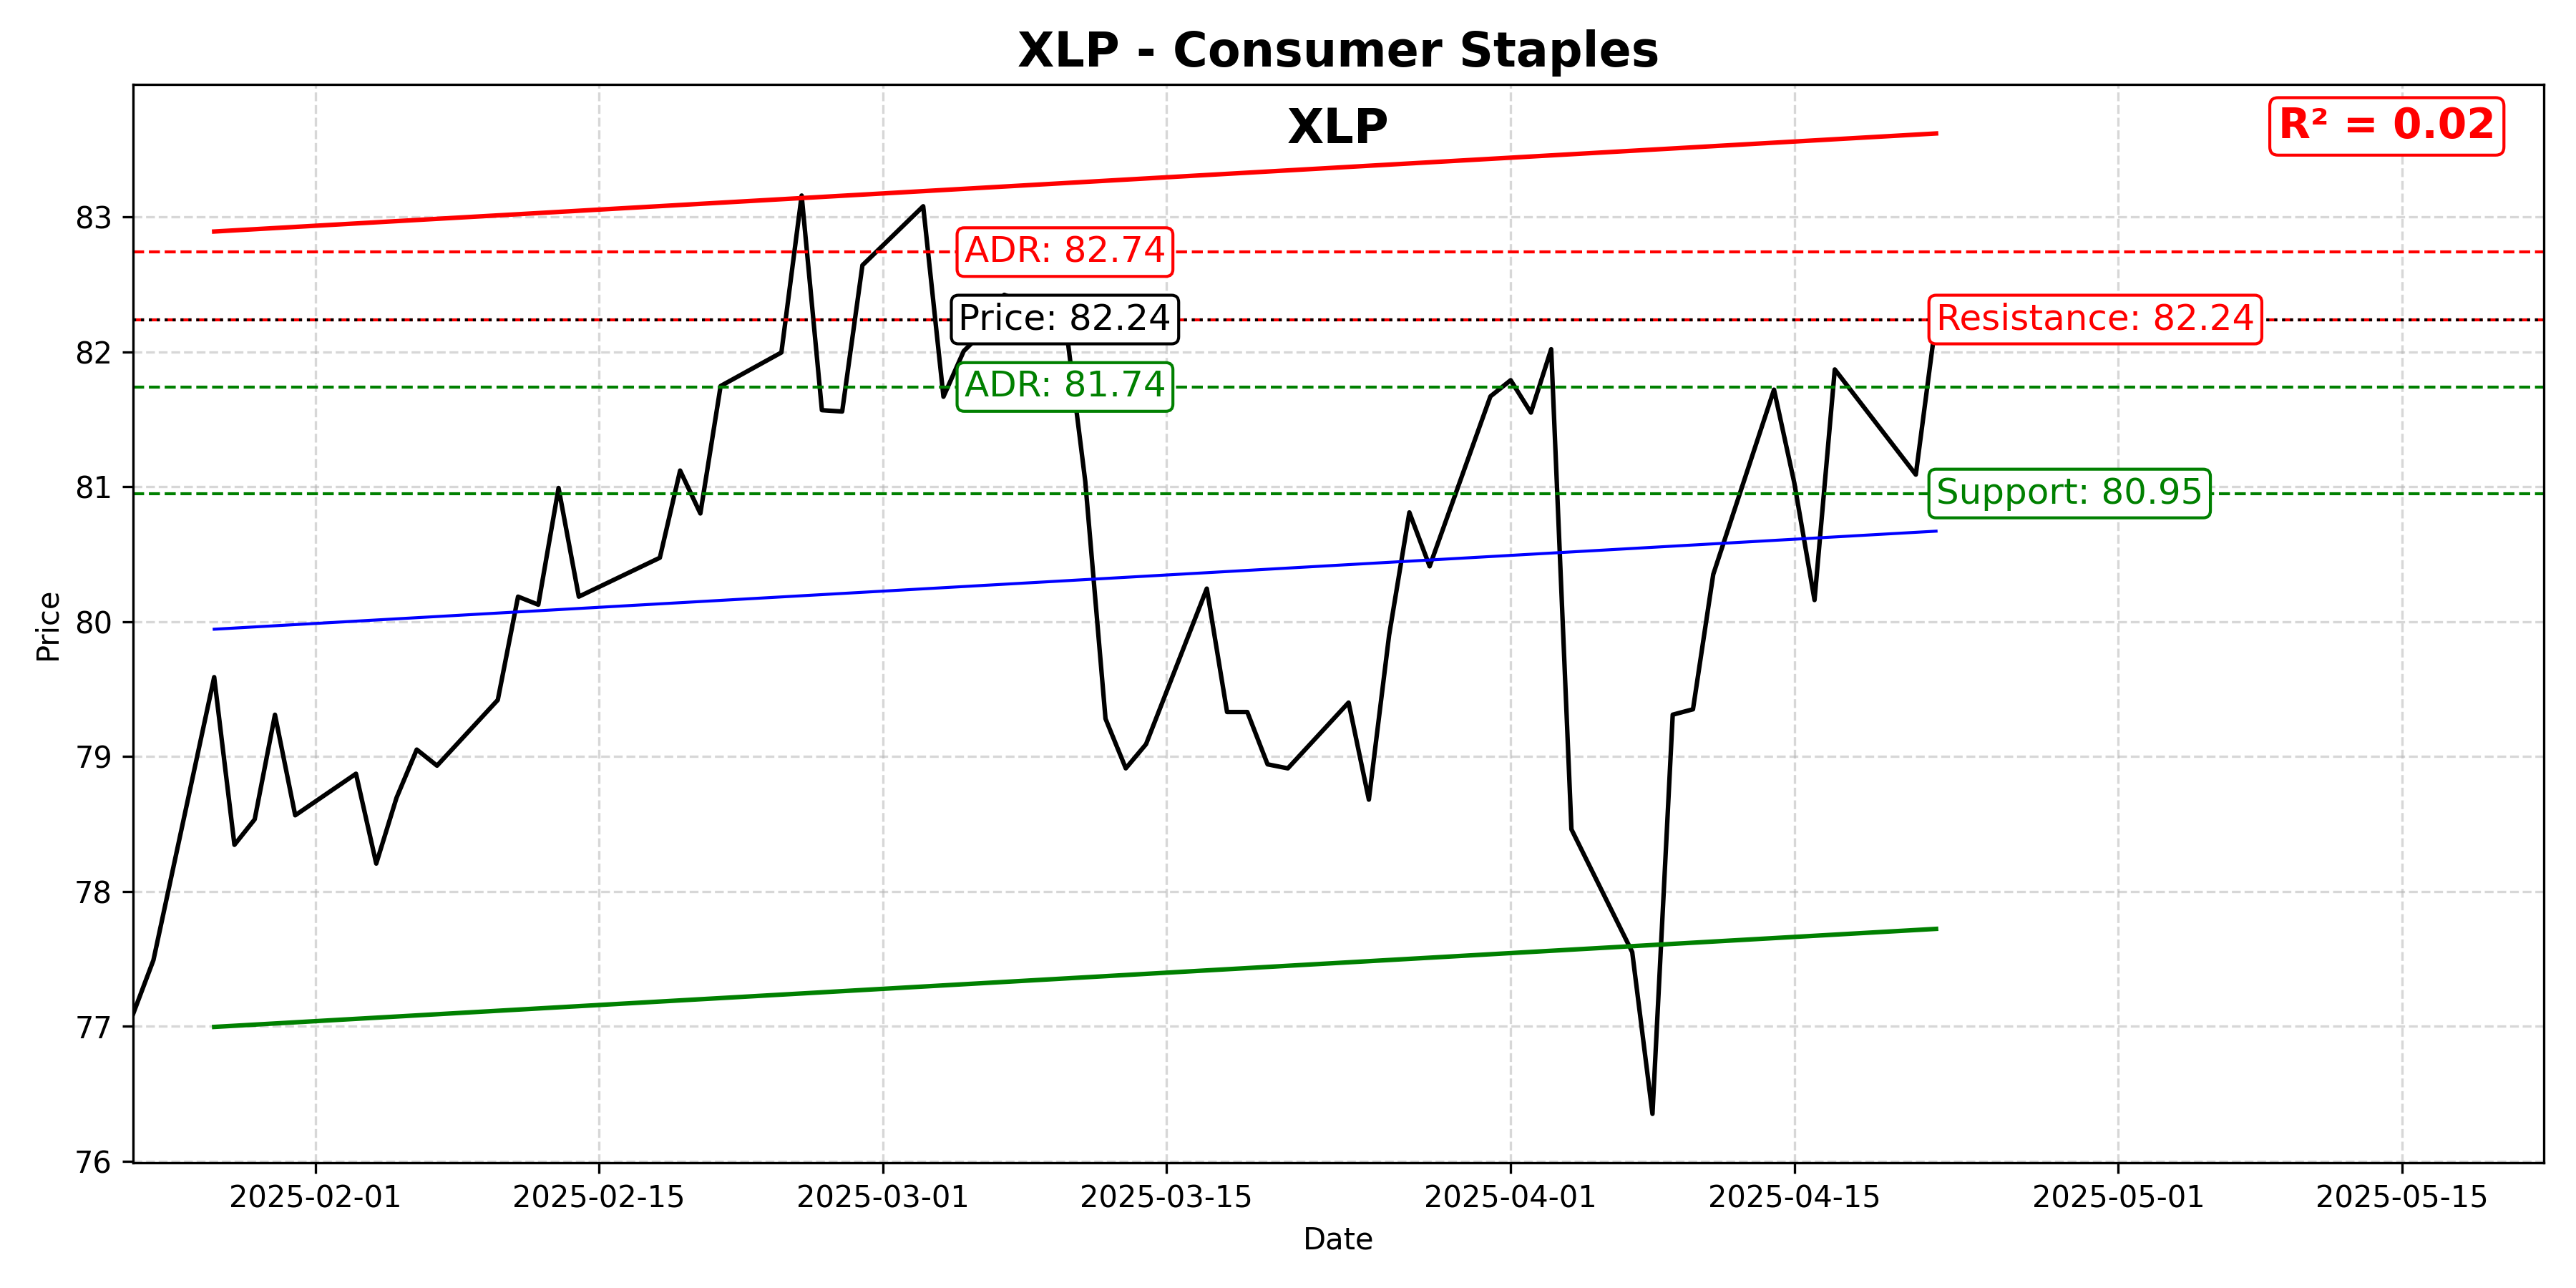 XLP - Consumer Staples
XLP
R² = 0.02
ADR: 82.74
Price: 82.24
Resistance: 82.24
ADR: 81.74
Support: 80.95
83
82
81
80
79
78
77
76
Price
2025-02-01
2025-02-15
2025-03-01
2025-03-15
2025-04-01
2025-04-15
2025-05-01
2025-05-15
Date